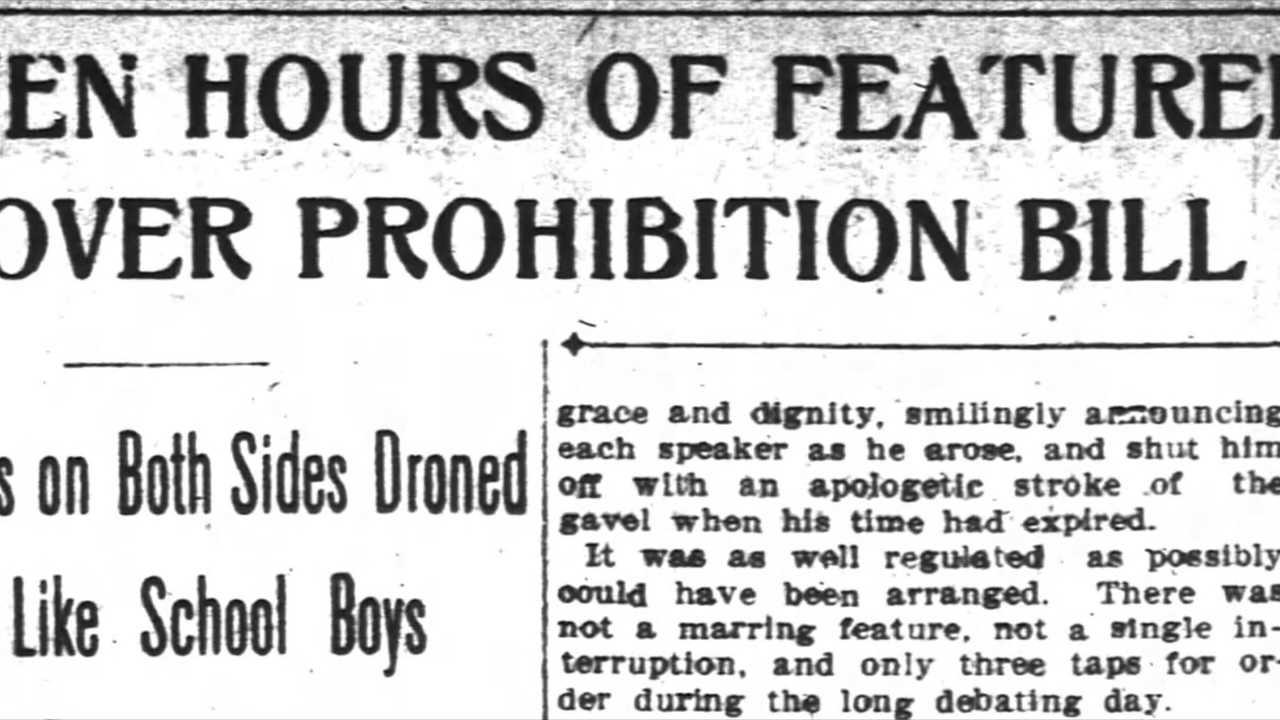 EN HOURS OF FEATURE
OVER PROHIBITION BILL
s on Both Sides Droned
Like School Boys
grace and dignity, smilingly announcing
each speaker as he arose, and shut him
off with an apologetic stroke of the
gavel when his time had expired.
It was as well regulated as possibly
could have been arranged. There was
not a marring feature, not a single in-
terruption, and only three taps for or-
der during the long debating day.